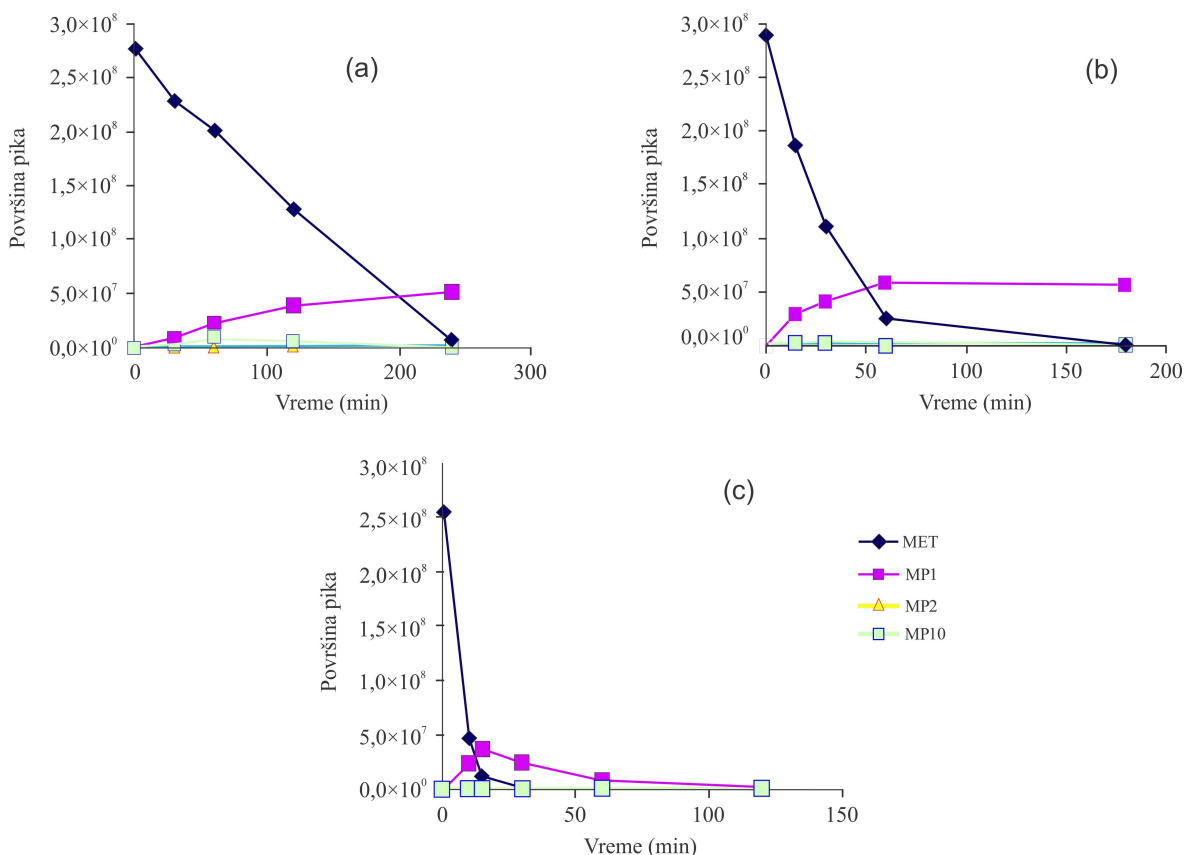 (a)
Površina pika
3,0×10⁸
2,5×10⁸
2,0×10⁸
1,5×10⁸
1,0×10⁸
5,0×10⁷
0,0×10⁰
0 100 200 300
Vreme (min)
(b)
Površina pika
3,0×10⁸
2,5×10⁸
2,0×10⁸
1,5×10⁸
1,0×10⁸
5,0×10⁷
0,0×10⁰
0 50 100 150 200
Vreme (min)
(c)
Površina pika
3,0×10⁸
2,5×10⁸
2,0×10⁸
1,5×10⁸
1,0×10⁸
5,0×10⁷
0,0×10⁰
0 50 100 150
Vreme (min)
MET
MP1
MP2
MP10